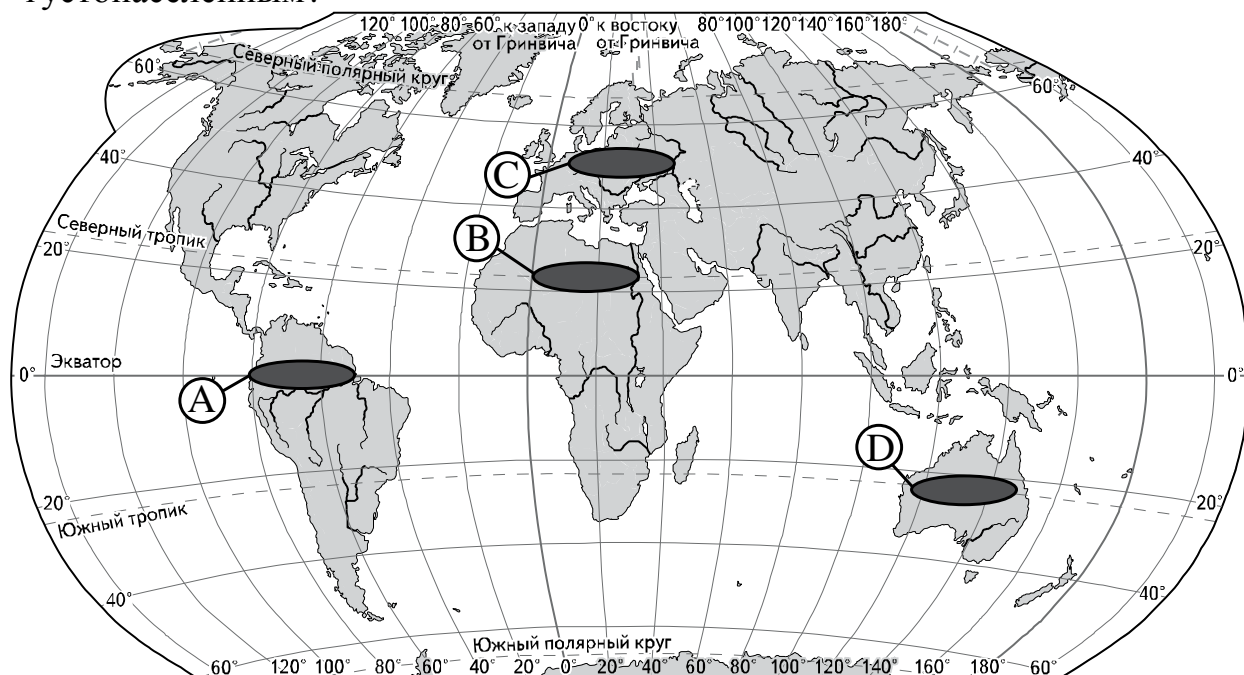 густонаселённым?
120° 100° 80° 60° к западу 0° к востоку 80° 100° 120° 140° 160° 180°
от Гринвича от Гринвича
Северный полярный круг
60° 60°
40° 40°
C
Северный тропик
B
20° 20°
Экватор
0° 0°
A
D
20° 20°
Южный тропик
40° 40°
Южный полярный круг
60° 120° 100° 80° 60° 40° 20° 0° 20° 40° 60° 80° 100° 120° 140° 160° 180° 60°